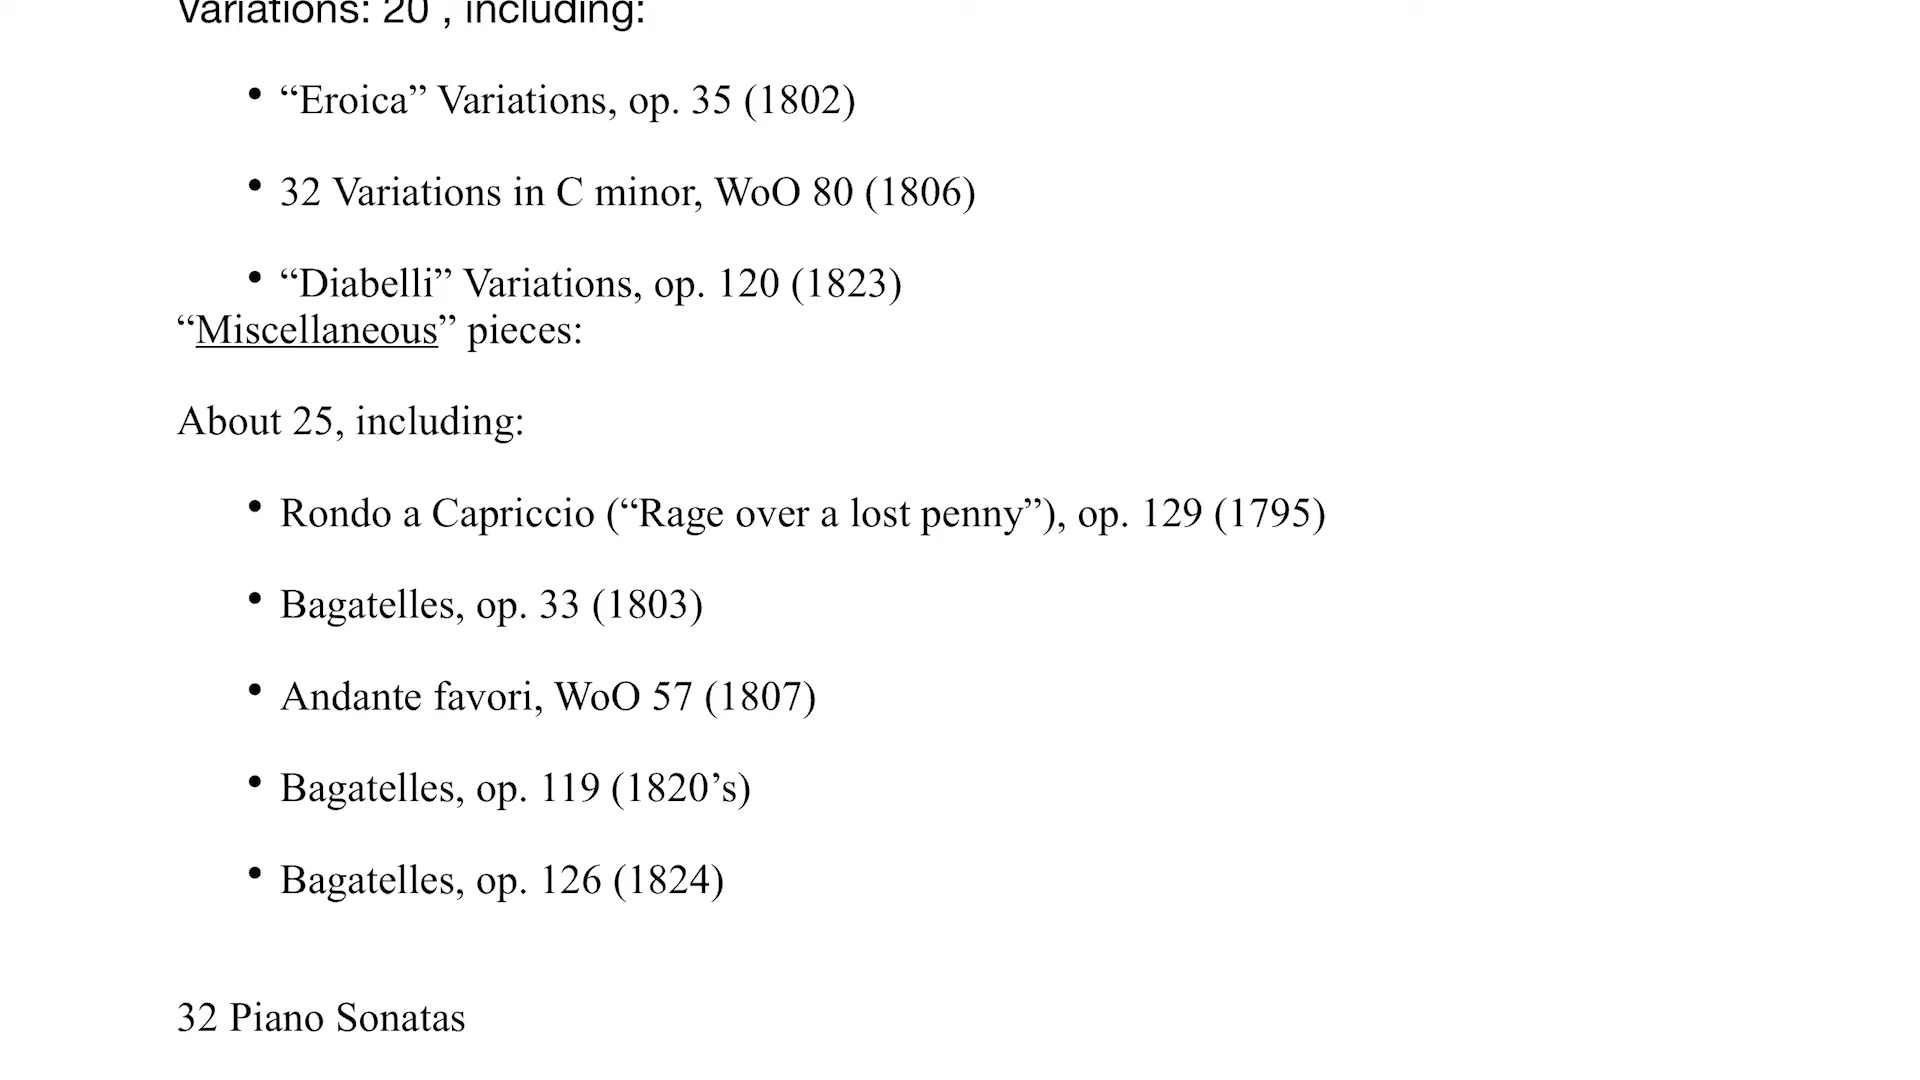 Variations: 20 , including:
• “Eroica” Variations, op. 35 (1802)
• 32 Variations in C minor, WoO 80 (1806)
• “Diabelli” Variations, op. 120 (1823)
“Miscellaneous” pieces:
About 25, including:
• Rondo a Capriccio (“Rage over a lost penny”), op. 129 (1795)
• Bagatelles, op. 33 (1803)
• Andante favori, WoO 57 (1807)
• Bagatelles, op. 119 (1820’s)
• Bagatelles, op. 126 (1824)
32 Piano Sonatas